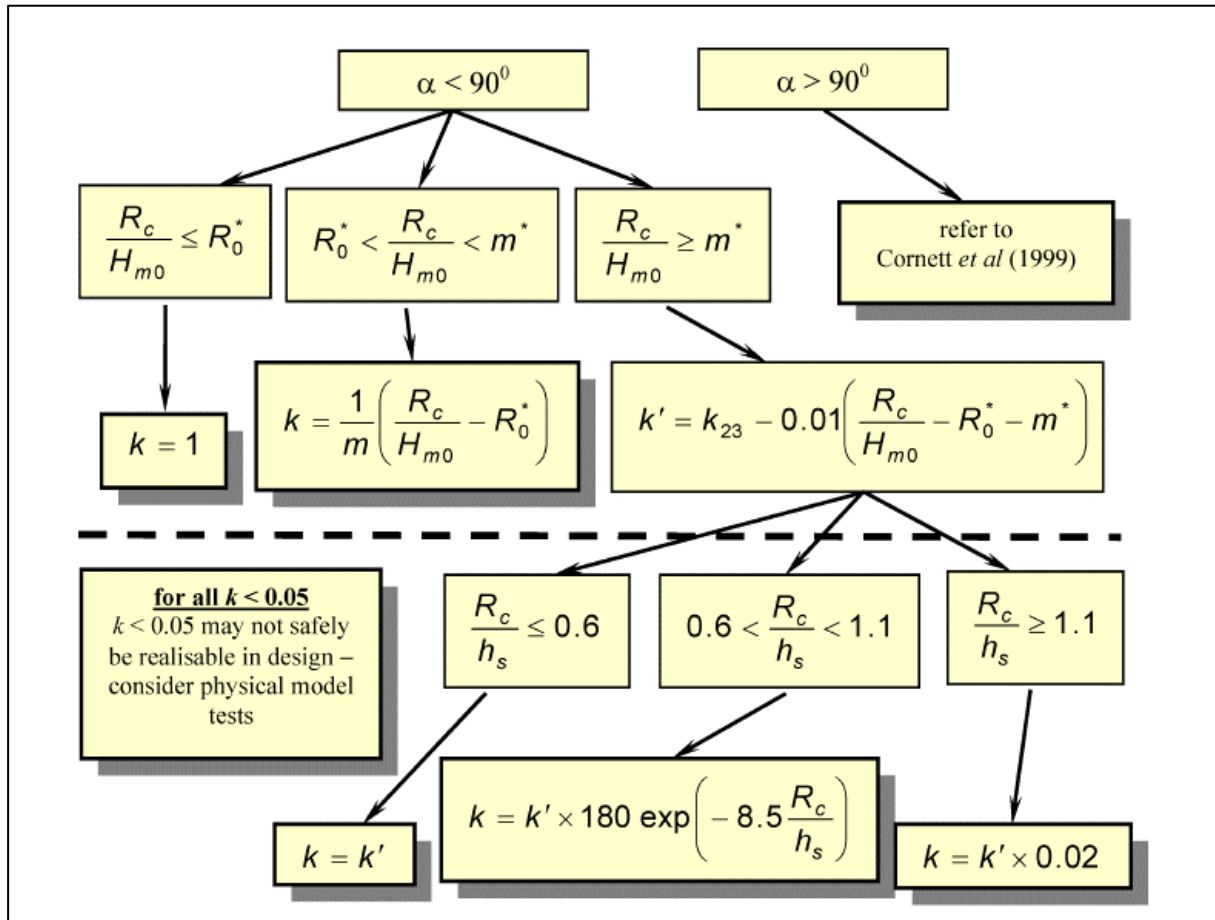 α < 90⁰
α > 90⁰
R_c/H_m0 ≤ R_0^*
R_0^* < R_c/H_m0 < m^*
R_c/H_m0 ≥ m^*
refer to
Cornett et al (1999)
k = 1
k = 1/m (R_c/H_m0 − R_0^*)
k′ = k_23 − 0.01(R_c/H_m0 − R_0^* − m^*)
for all k < 0.05
k < 0.05 may not safely
be realisable in design –
consider physical model
tests
R_c/h_s ≤ 0.6
0.6 < R_c/h_s < 1.1
R_c/h_s ≥ 1.1
k = k′
k = k′ × 180 exp(− 8.5 R_c/h_s)
k = k′ × 0.02